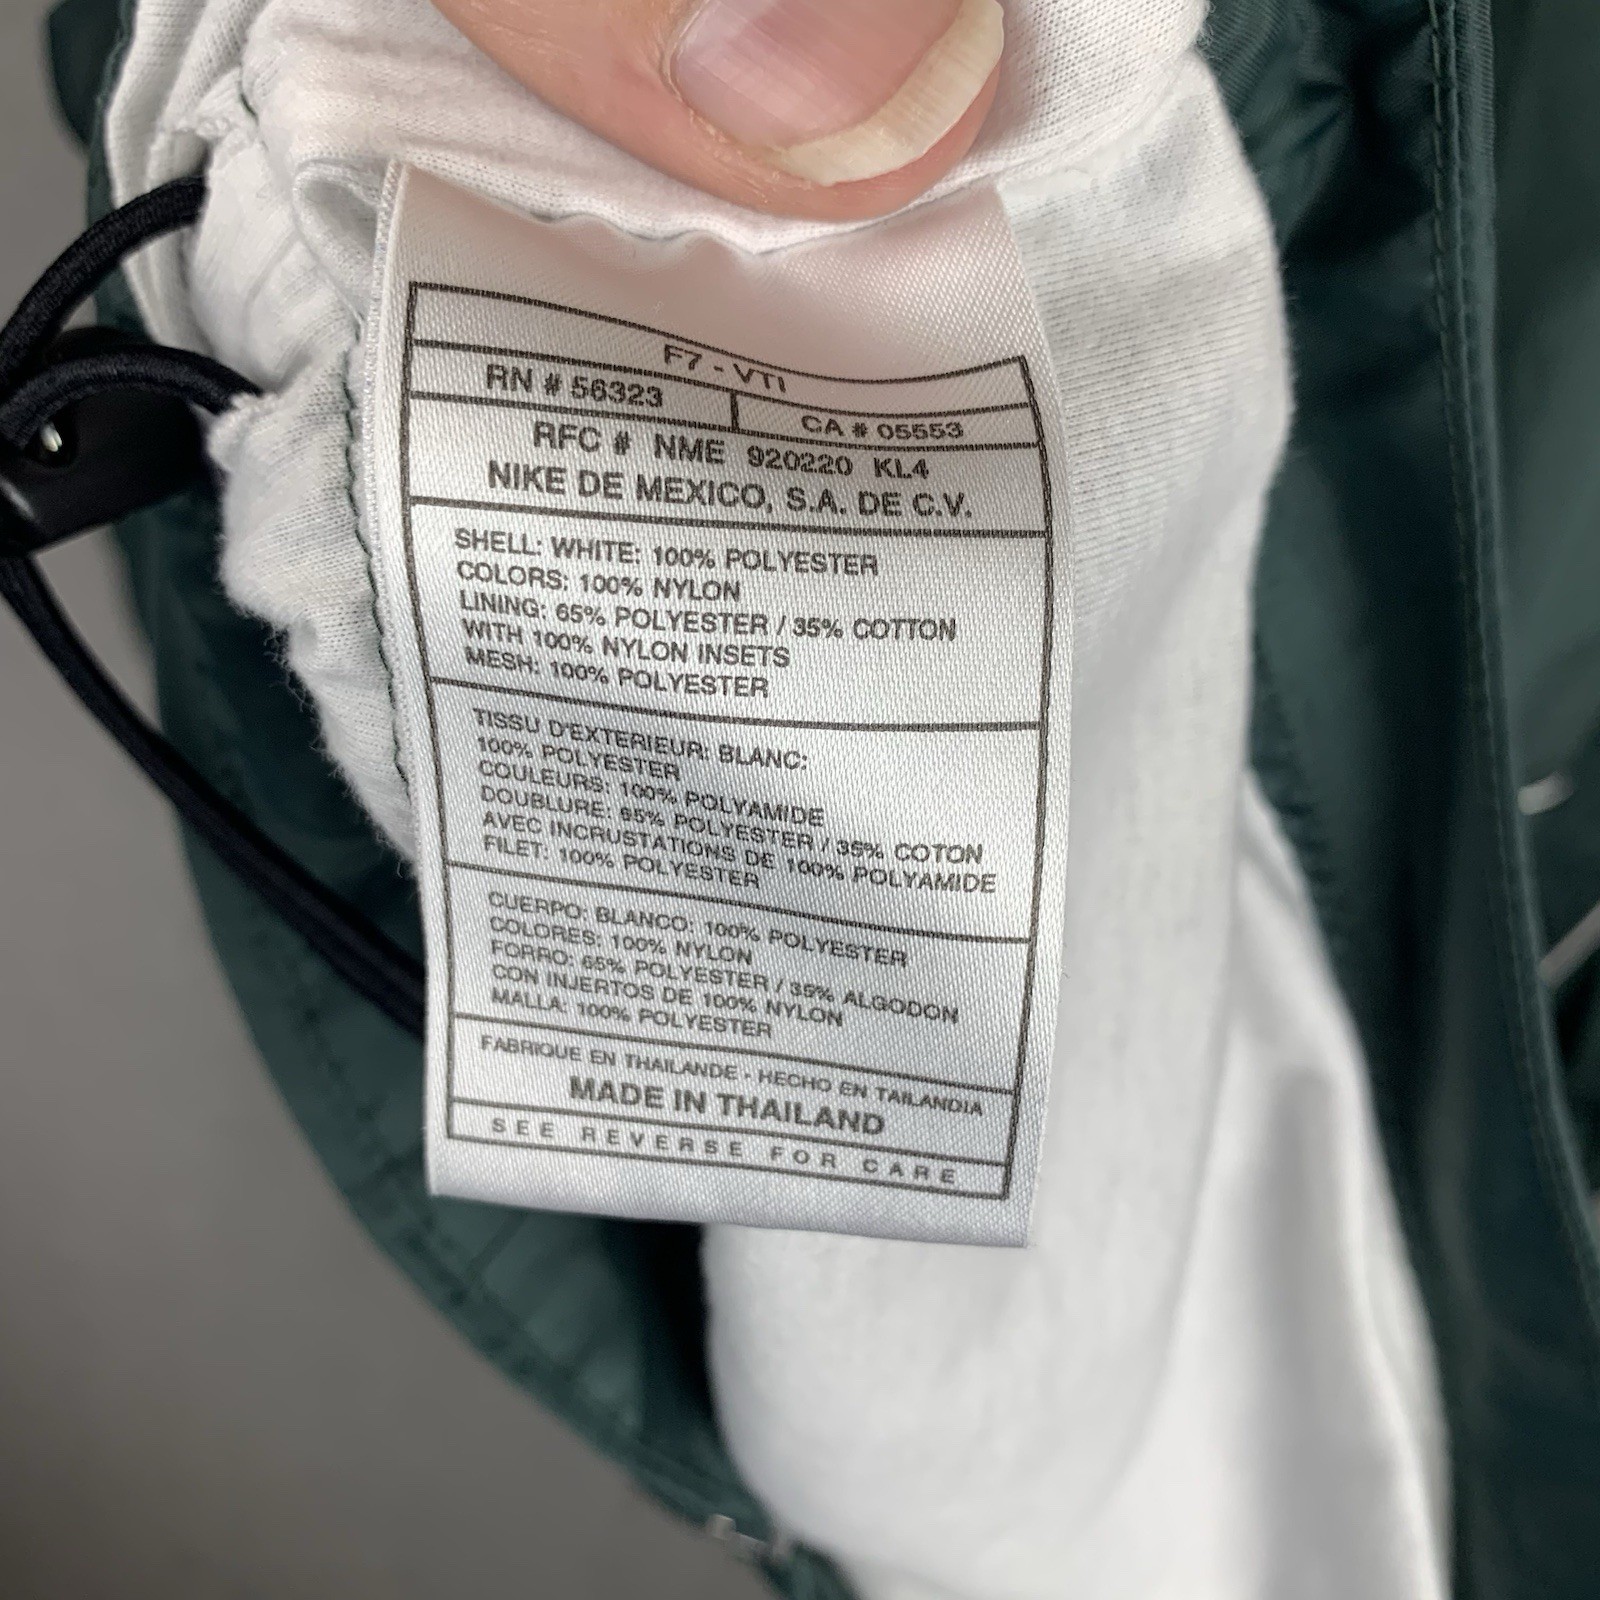 F7 - VTI
RN # 56323
CA # 05553
RFC # NME 920220 KL4
NIKE DE MEXICO, S.A. DE C.V.
SHELL: WHITE: 100% POLYESTER
COLORS: 100% NYLON
LINING: 65% POLYESTER / 35% COTTON
WITH 100% NYLON INSETS
MESH: 100% POLYESTER
TISSU D'EXTERIEUR: BLANC:
100% POLYESTER
COULEURS: 100% POLYAMIDE
DOUBLURE: 65% POLYESTER / 35% COTON
AVEC INCRUSTATIONS DE 100% POLYAMIDE
FILET: 100% POLYESTER
CUERPO: BLANCO: 100% POLYESTER
COLORES: 100% NYLON
FORRO: 65% POLYESTER / 35% ALGODON
CON INJERTOS DE 100% NYLON
MALLA: 100% POLYESTER
FABRIQUE EN THAILANDE - HECHO EN TAILANDIA
MADE IN THAILAND
SEE REVERSE FOR CARE